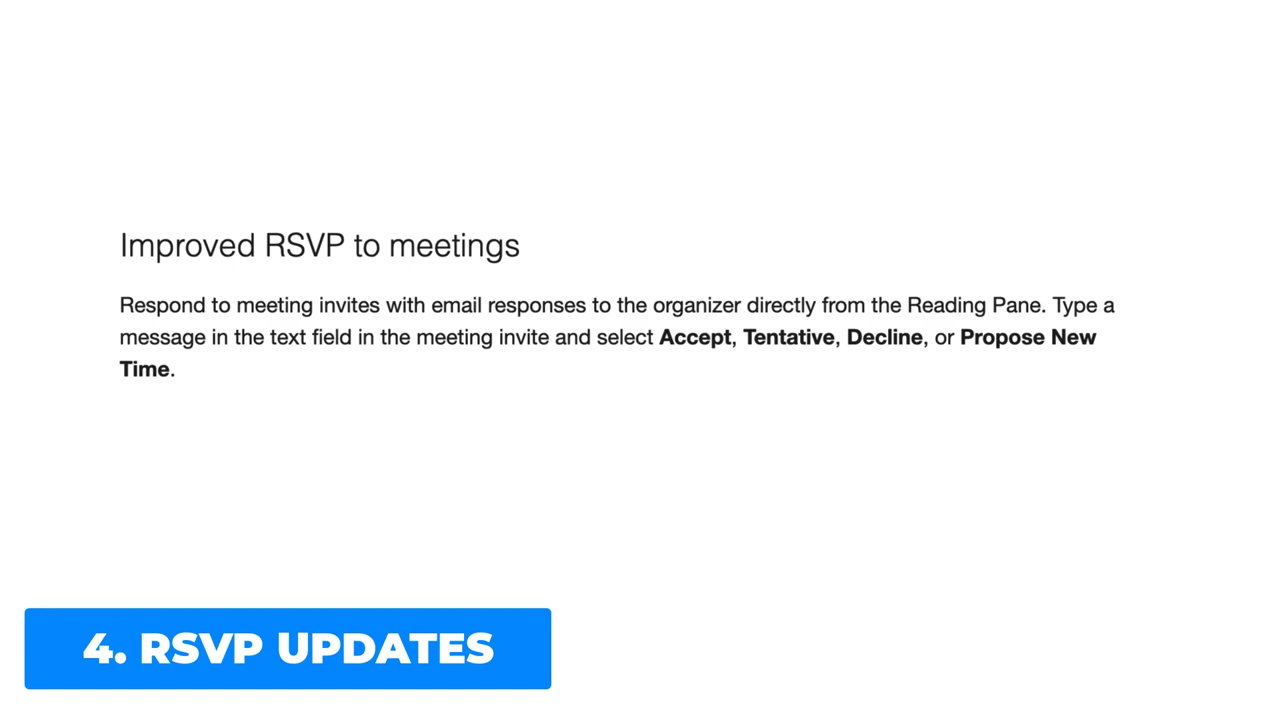 Improved RSVP to meetings
Respond to meeting invites with email responses to the organizer directly from the Reading Pane. Type a
message in the text field in the meeting invite and select Accept, Tentative, Decline, or Propose New
Time.
4. RSVP UPDATES